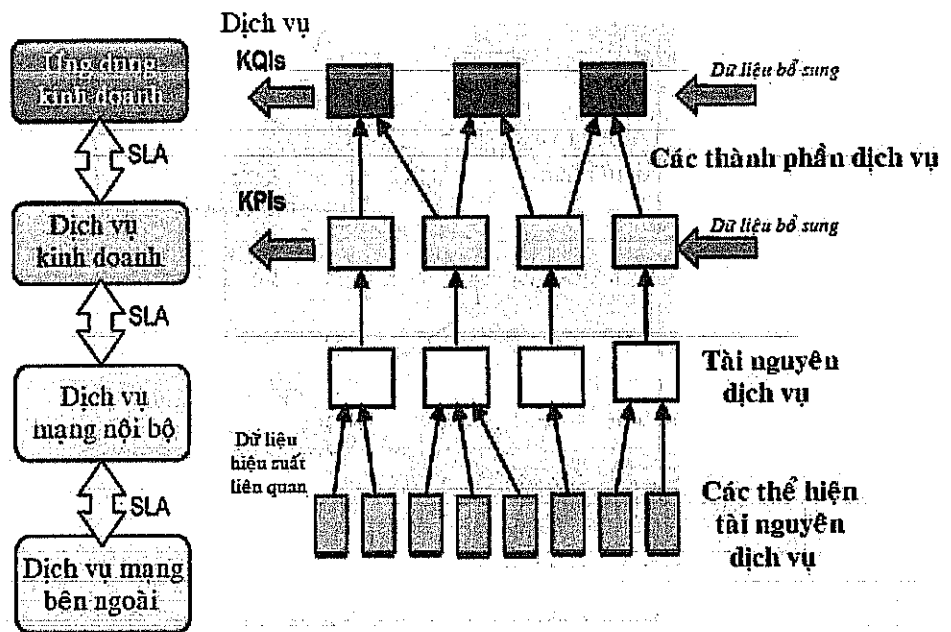 Dịch vụ
Ứng dụng
kinh doanh
KQIs
Dữ liệu bổ sung
SLA
Các thành phần dịch vụ
Dịch vụ
kinh doanh
KPIs
Dữ liệu bổ sung
SLA
Dịch vụ
mạng nội bộ
Tài nguyên
dịch vụ
Dữ liệu
hiệu suất
liên quan
SLA
Các thể hiện
tài nguyên
dịch vụ
Dịch vụ mạng
bên ngoài